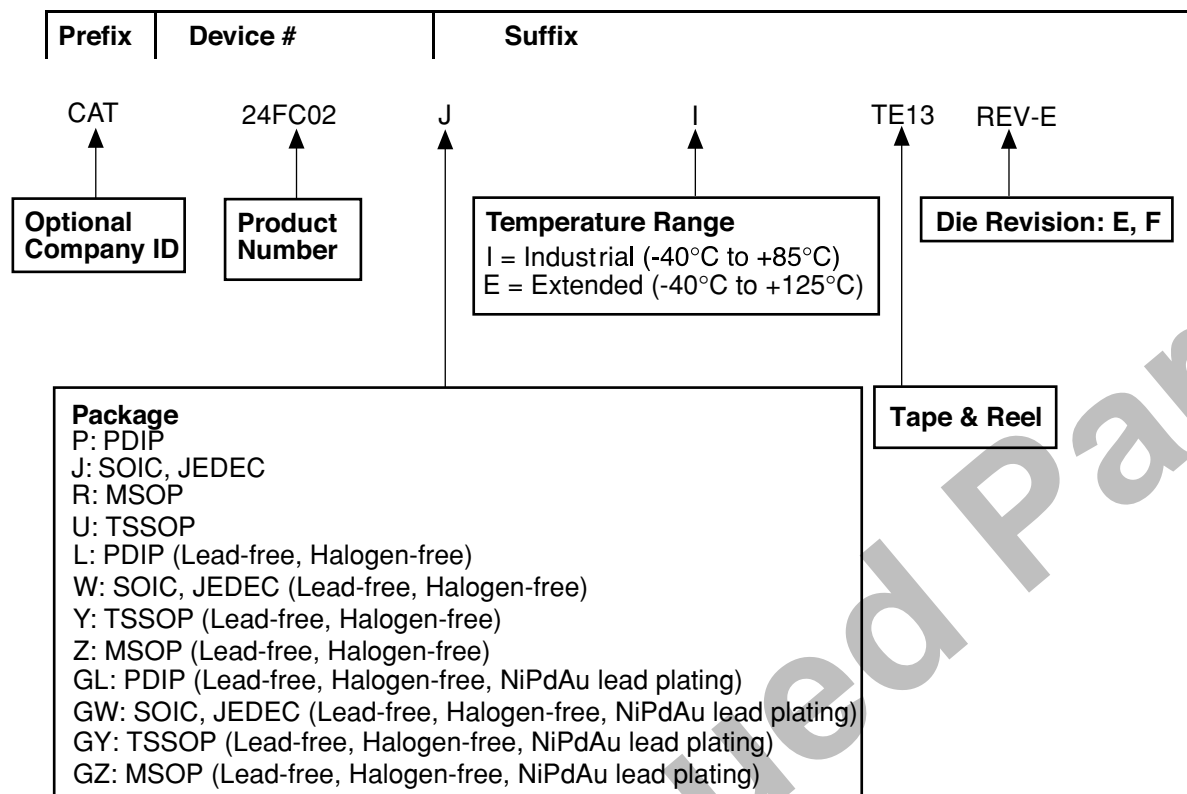 Prefix Device # Suffix
CAT 24FC02 J I TE13 REV-E
Optional
Company ID
Product
Number
Temperature Range
I = Industrial (-40°C to +85°C)
E = Extended (-40°C to +125°C)
Die Revision: E, F
Package
P: PDIP
J: SOIC, JEDEC
R: MSOP
U: TSSOP
L: PDIP (Lead-free, Halogen-free)
W: SOIC, JEDEC (Lead-free, Halogen-free)
Y: TSSOP (Lead-free, Halogen-free)
Z: MSOP (Lead-free, Halogen-free)
GL: PDIP (Lead-free, Halogen-free, NiPdAu lead plating)
GW: SOIC, JEDEC (Lead-free, Halogen-free, NiPdAu lead plating)
GY: TSSOP (Lead-free, Halogen-free, NiPdAu lead plating)
GZ: MSOP (Lead-free, Halogen-free, NiPdAu lead plating)
Tape & Reel